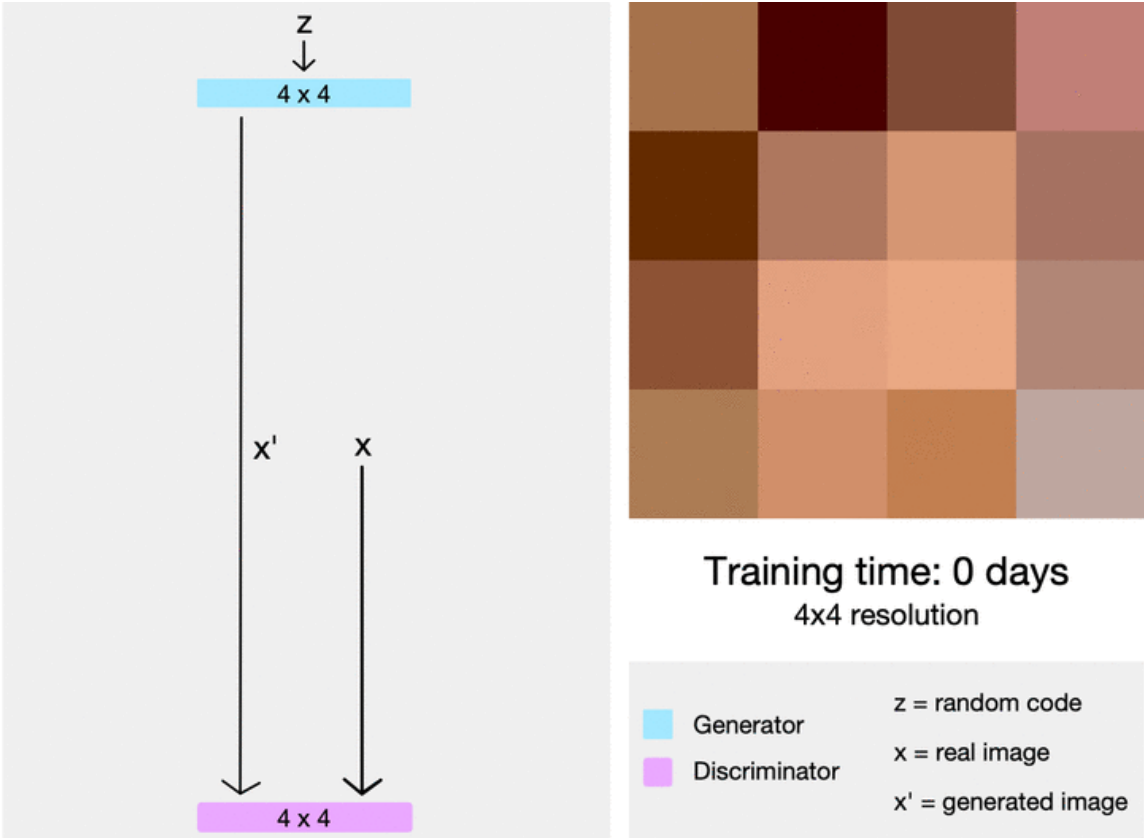 z
4 x 4
x'
x
4 x 4
Training time: 0 days
4x4 resolution
Generator
Discriminator
z = random code
x = real image
x' = generated image